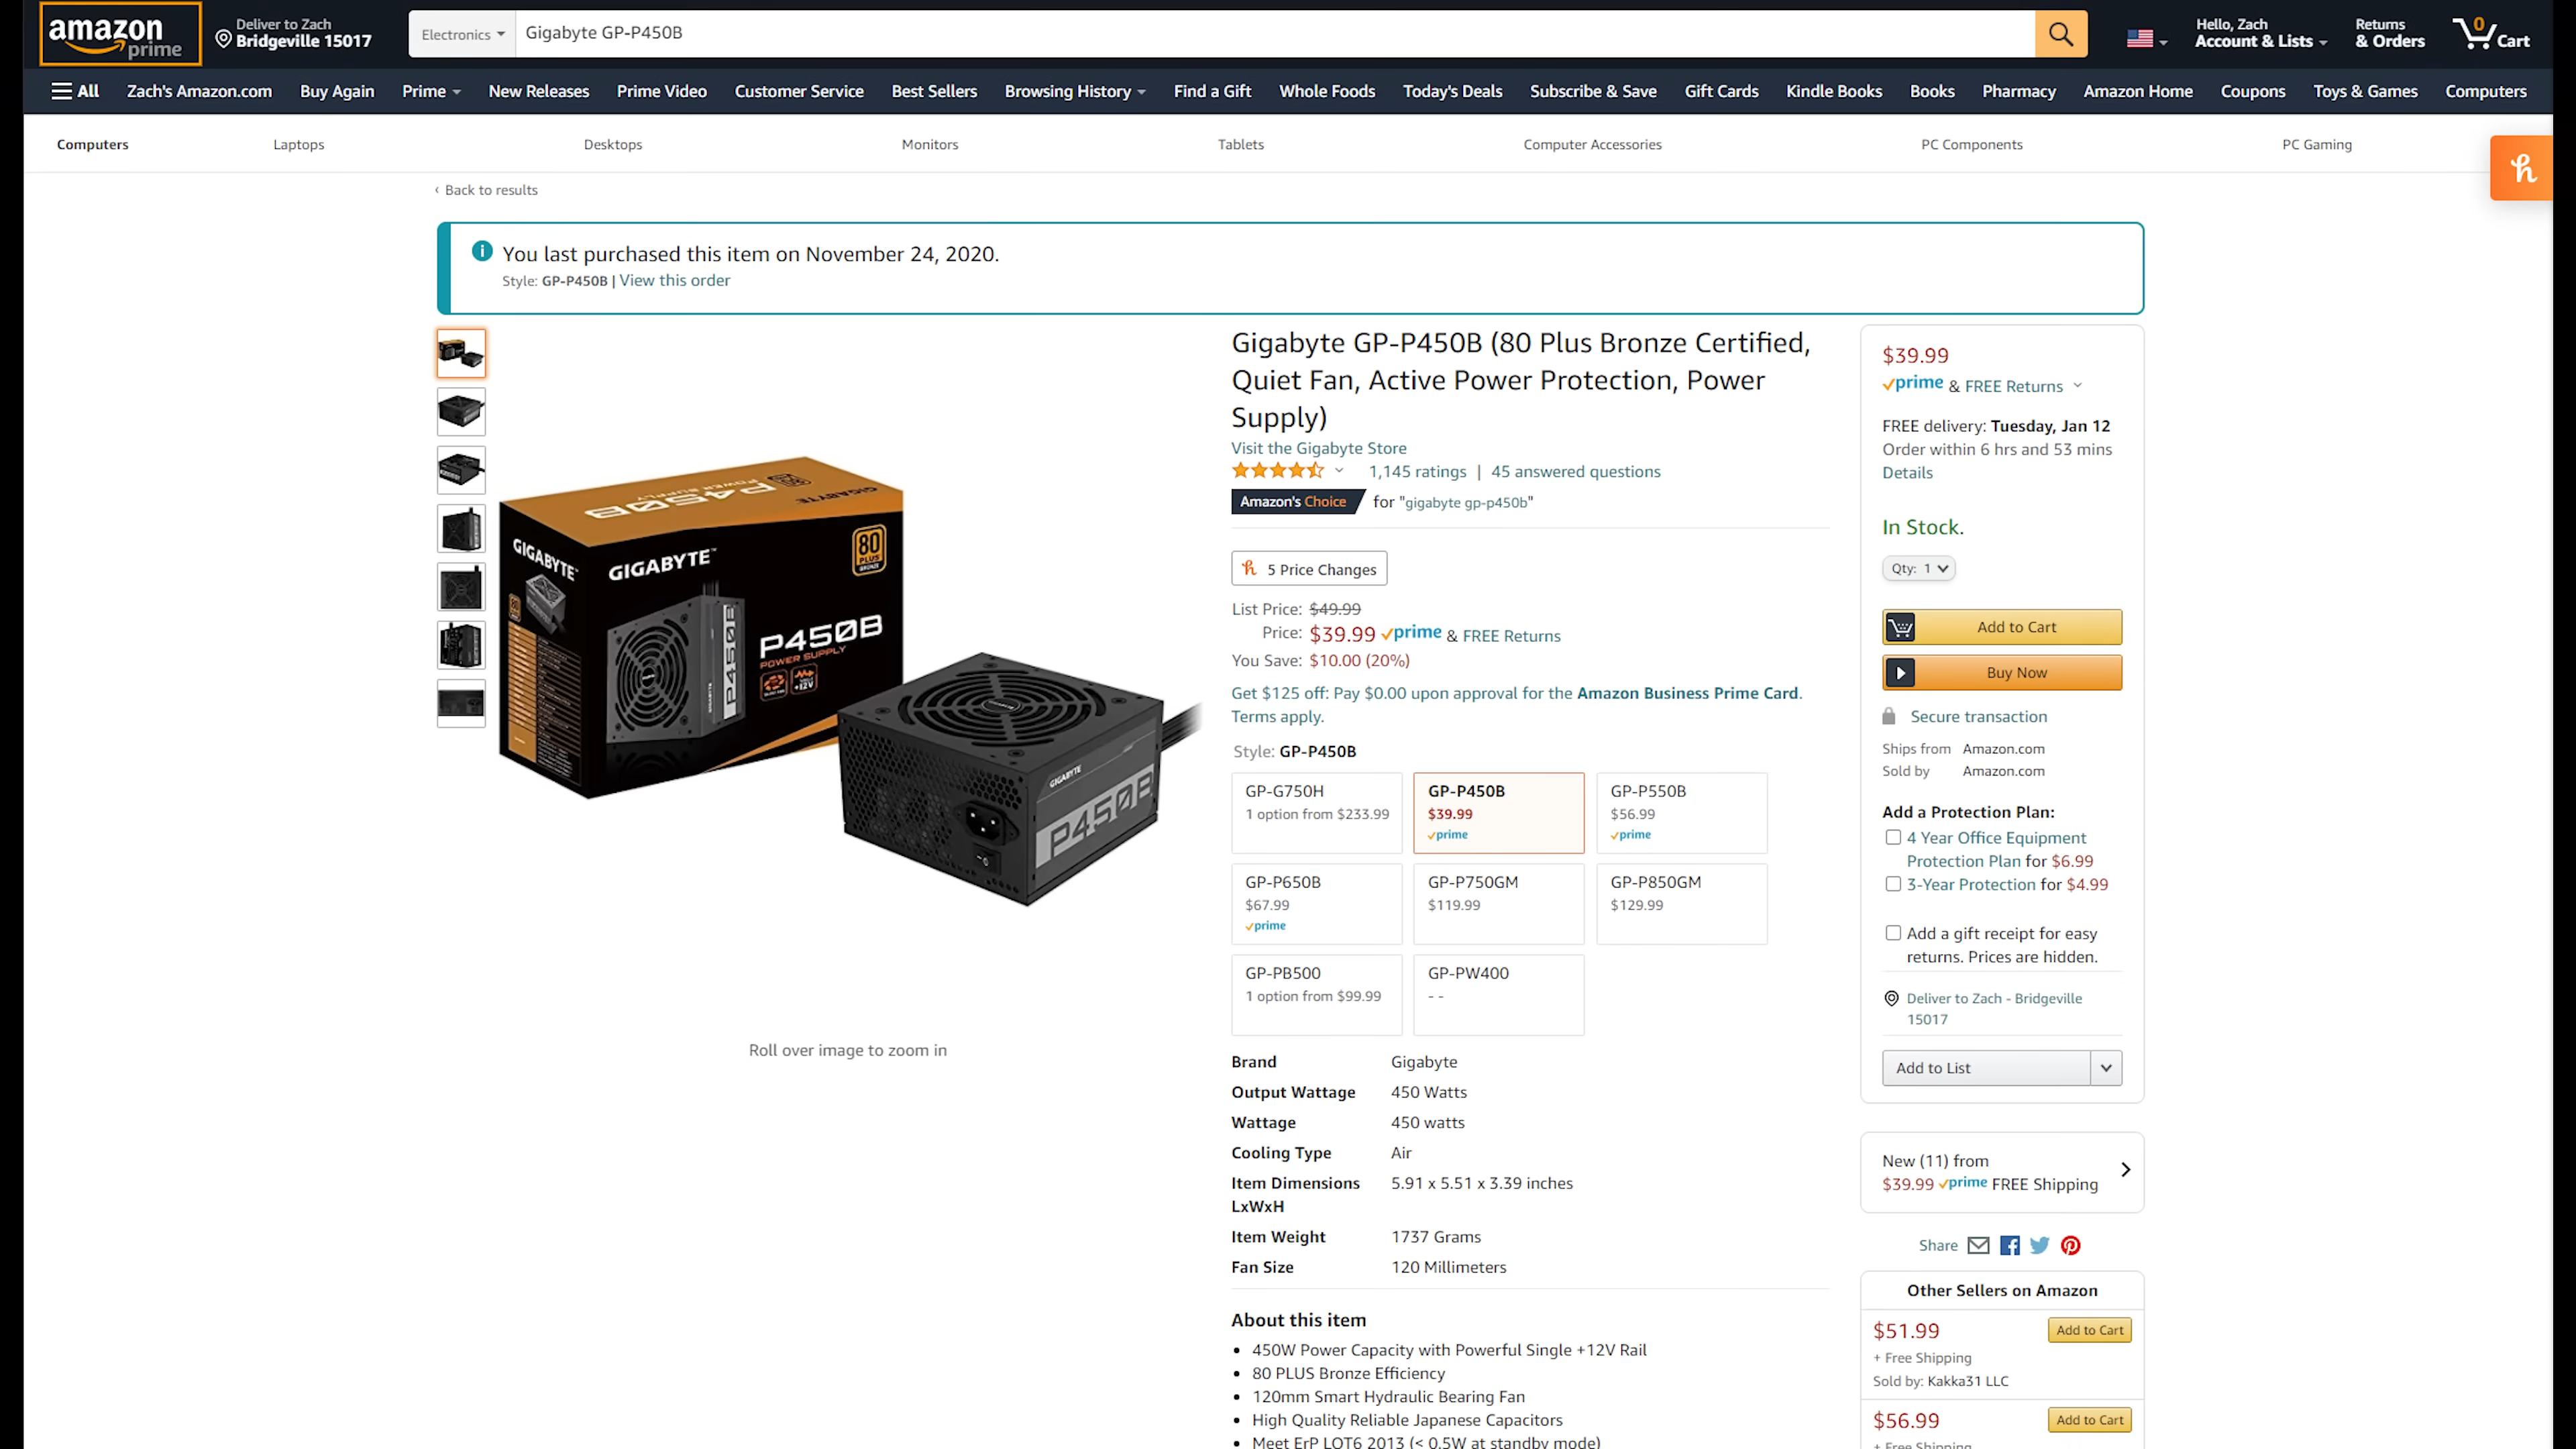 amazon prime
Deliver to Zach
Bridgeville 15017
Electronics
Gigabyte GP-P450B
Hello, Zach
Account & Lists
Returns
& Orders
0
Cart
All
Zach's Amazon.com
Buy Again
Prime
New Releases
Prime Video
Customer Service
Best Sellers
Browsing History
Find a Gift
Whole Foods
Today's Deals
Subscribe & Save
Gift Cards
Kindle Books
Books
Pharmacy
Amazon Home
Coupons
Toys & Games
Computers
Computers
Laptops
Desktops
Monitors
Tablets
Computer Accessories
PC Components
PC Gaming
h
‹ Back to results
You last purchased this item on November 24, 2020.
Style: GP-P450B | View this order
P450B
POWER SUPPLY
GIGABYTE
GIGABYTE
GIGABYTE™
80 PLUS BRONZE
P450B
P450B
POWER SUPPLY
+12V
GIGABYTE
P450B
Roll over image to zoom in
Gigabyte GP-P450B (80 Plus Bronze Certified,
Quiet Fan, Active Power Protection, Power
Supply)
Visit the Gigabyte Store
1,145 ratings | 45 answered questions
Amazon's Choice for "gigabyte gp-p450b"
h 5 Price Changes
List Price: $49.99
Price: $39.99 prime & FREE Returns
You Save: $10.00 (20%)
Get $125 off: Pay $0.00 upon approval for the Amazon Business Prime Card.
Terms apply.
Style: GP-P450B
GP-G750H
1 option from $233.99
GP-P450B
$39.99
prime
GP-P550B
$56.99
prime
GP-P650B
$67.99
prime
GP-P750GM
$119.99
GP-P850GM
$129.99
GP-PB500
1 option from $99.99
GP-PW400
- -
Brand Gigabyte
Output Wattage 450 Watts
Wattage 450 watts
Cooling Type Air
Item Dimensions 5.91 x 5.51 x 3.39 inches
LxWxH
Item Weight 1737 Grams
Fan Size 120 Millimeters
About this item
• 450W Power Capacity with Powerful Single +12V Rail
• 80 PLUS Bronze Efficiency
• 120mm Smart Hydraulic Bearing Fan
• High Quality Reliable Japanese Capacitors
• Meet ErP LOT6 2013 (< 0.5W at standby mode)
$39.99
prime & FREE Returns
FREE delivery: Tuesday, Jan 12
Order within 6 hrs and 53 mins
Details
In Stock.
Qty: 1
Add to Cart
Buy Now
Secure transaction
Ships from Amazon.com
Sold by Amazon.com
Add a Protection Plan:
4 Year Office Equipment
Protection Plan for $6.99
3-Year Protection for $4.99
Add a gift receipt for easy
returns. Prices are hidden.
Deliver to Zach - Bridgeville
15017
Add to List
New (11) from
$39.99 prime FREE Shipping
Share
Other Sellers on Amazon
$51.99
Add to Cart
+ Free Shipping
Sold by: Kakka31 LLC
$56.99
Add to Cart
+ Free Shipping